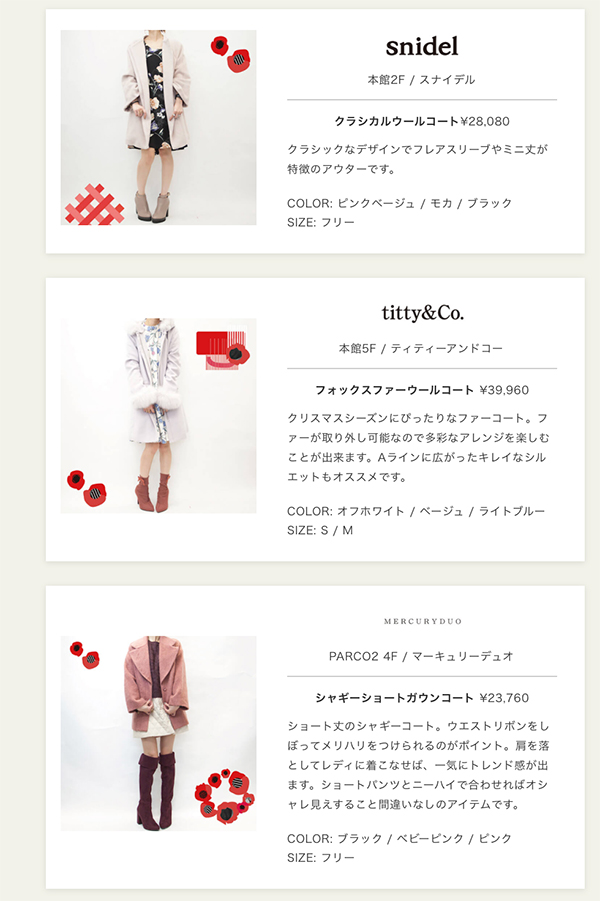 snidel
本館2F / スナイデル
クラシカルウールコート¥28,080
クラシックなデザインでフレアスリーブやミニ丈が
特徴のアウターです。
COLOR: ピンクベージュ / モカ / ブラック
SIZE: フリー
titty&Co.
本館5F / ティティーアンドコー
フォックスファーウールコート ¥39,960
クリスマスシーズンにぴったりなファーコート。フ
ァーが取り外し可能なので多彩なアレンジを楽しむ
ことが出来ます。Aラインに広がったキレイなシル
エットもオススメです。
COLOR: オフホワイト / ベージュ / ライトブルー
SIZE: S / M
MERCURYDUO
PARCO2 4F / マーキュリーデュオ
シャギーショートガウンコート ¥23,760
ショート丈のシャギーコート。ウエストリボンをし
ぼってメリハリをつけられるのがポイント。肩を落
としてレディに着こなせば、一気にトレンド感が出
ます。ショートパンツとニーハイで合わせればオシ
ャレ見えすること間違いなしのアイテムです。
COLOR: ブラック / ベビーピンク / ピンク
SIZE: フリー